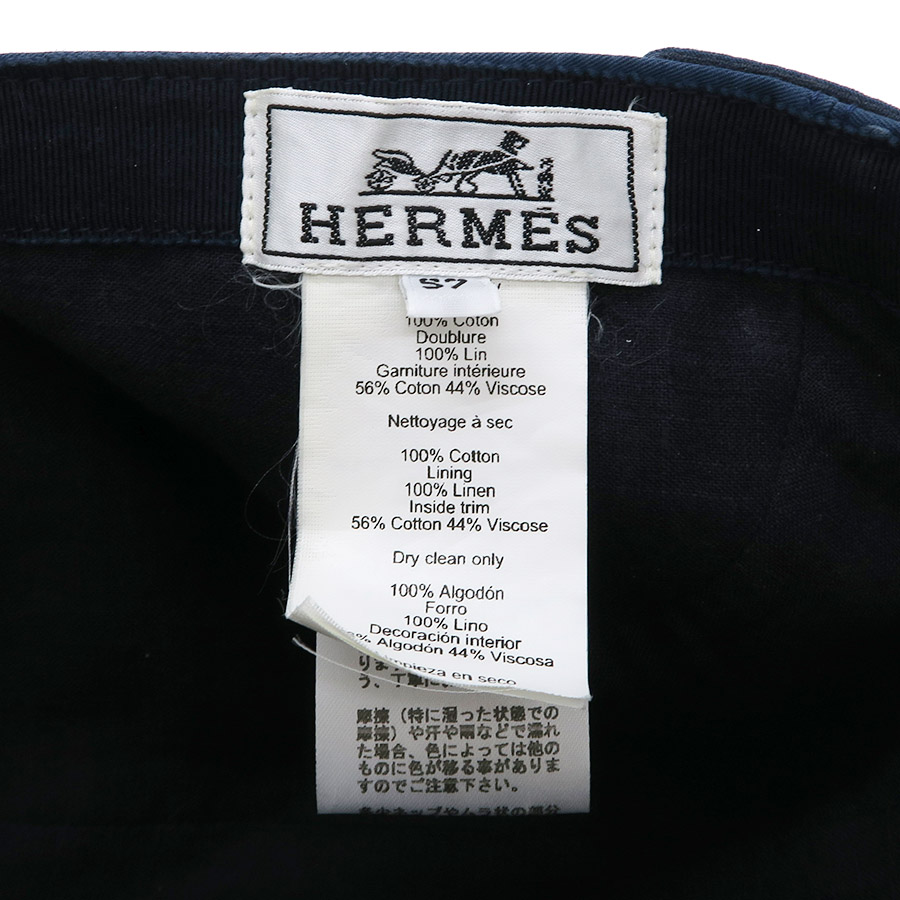 HERMÈS
57
100% Coton
Doublure
100% Lin
Garniture intérieure
56% Coton 44% Viscose
Nettoyage à sec
100% Cotton
Lining
100% Linen
Inside trim
56% Cotton 44% Viscose
Dry clean only
100% Algodón
Forro
100% Lino
Decoración interior
Algodón 44% Viscosa
Limpieza en seco
摩擦（特に湿った状態での
摩擦）や汗や雨などで濡れ
た場合、色によっては他の
ものに色が移る事がありま
すのでご注意下さい。